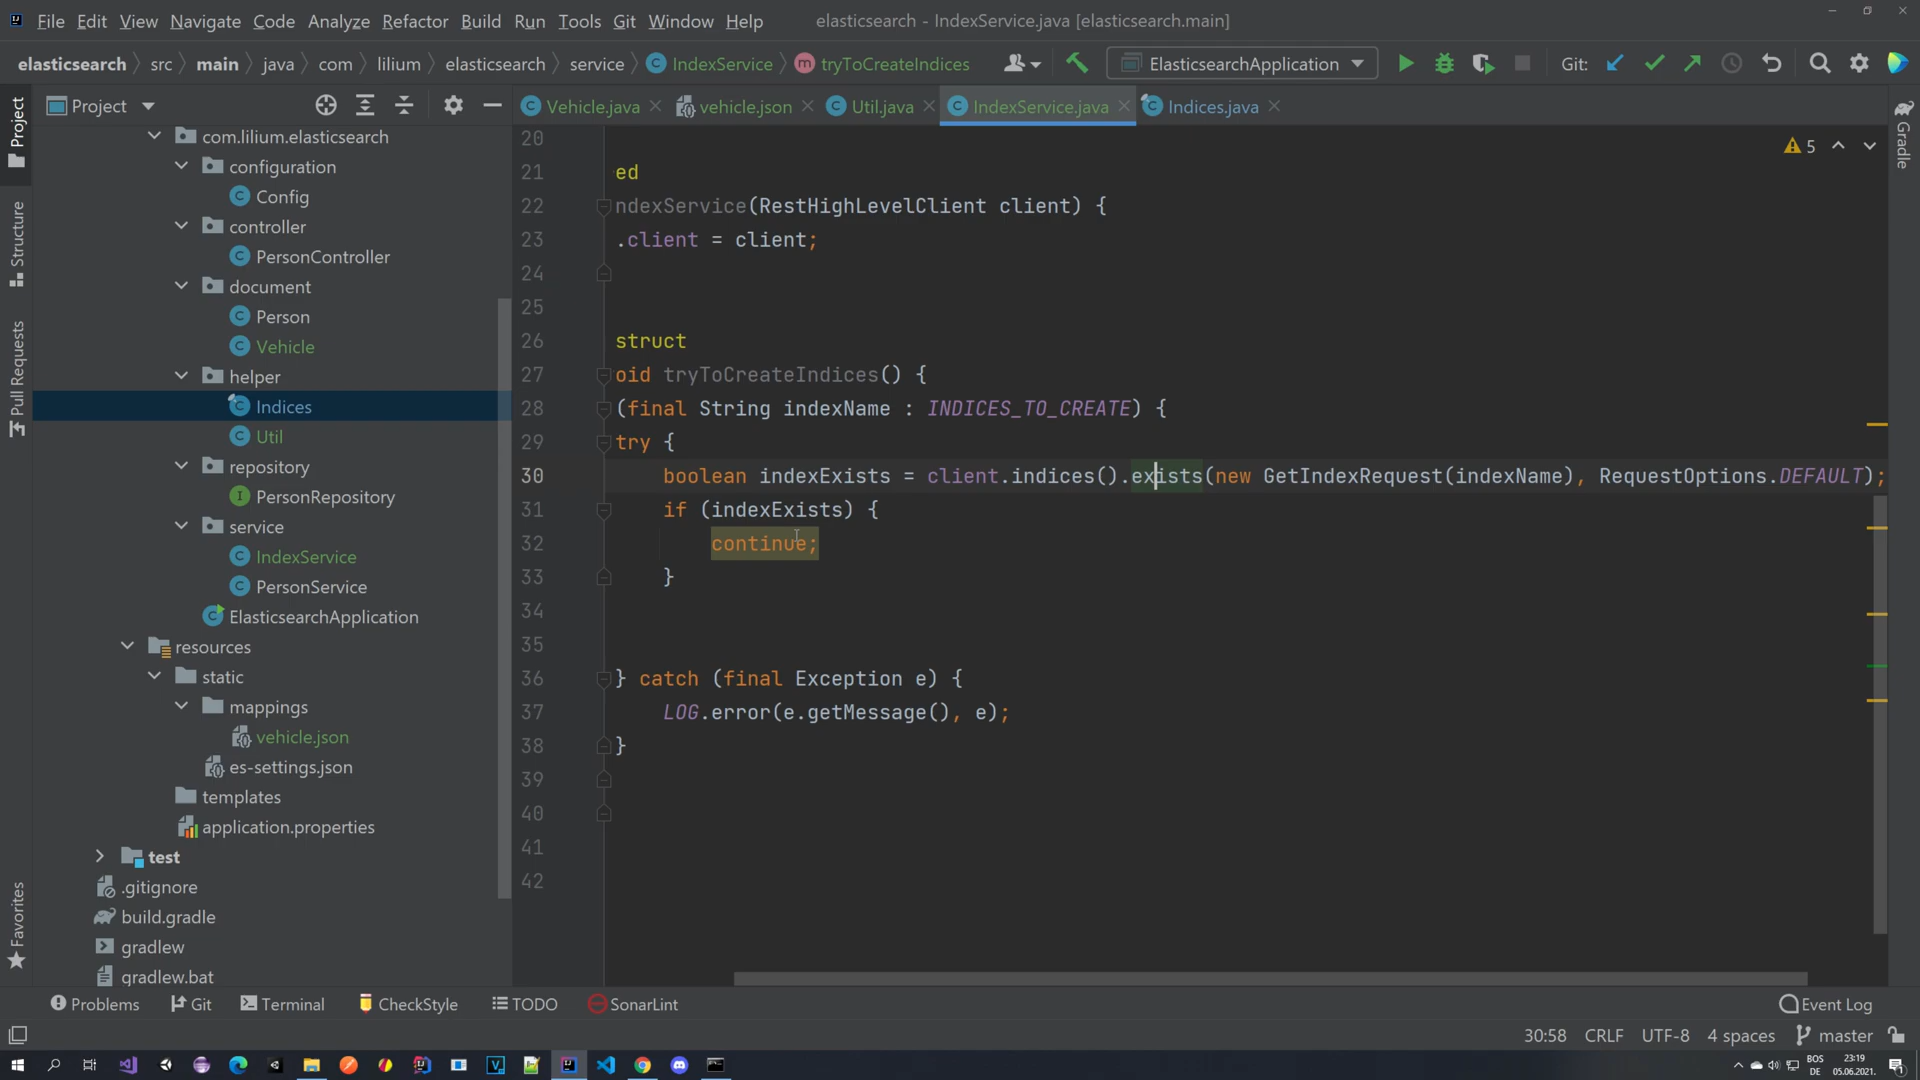 File Edit View Navigate Code Analyze Refactor Build Run Tools Git Window Help elasticsearch - IndexService.java [elasticsearch.main]
elasticsearch src main java com lilium elasticsearch service IndexService tryToCreateIndices ElasticsearchApplication Git:
Project
Vehicle.java vehicle.json Util.java IndexService.java Indices.java
Project
Structure
Pull Requests
Favorites
Gradle
com.lilium.elasticsearch
configuration
Config
controller
PersonController
document
Person
Vehicle
helper
Indices
Util
repository
PersonRepository
service
IndexService
PersonService
ElasticsearchApplication
resources
static
mappings
vehicle.json
es-settings.json
templates
application.properties
test
.gitignore
build.gradle
gradlew
gradlew.bat
5
20
21 ed
22 ndexService(RestHighLevelClient client) {
23 .client = client;
24
25
26 struct
27 oid tryToCreateIndices() {
28 (final String indexName : INDICES_TO_CREATE) {
29 try {
30 boolean indexExists = client.indices().exists(new GetIndexRequest(indexName), RequestOptions.DEFAULT);
31 if (indexExists) {
32 continue;
33 }
34
35
36 } catch (final Exception e) {
37 LOG.error(e.getMessage(), e);
38 }
39
40
41
42
Problems Git Terminal CheckStyle TODO SonarLint Event Log
30:58 CRLF UTF-8 4 spaces master
BOS
DE
23:19
05.06.2021.